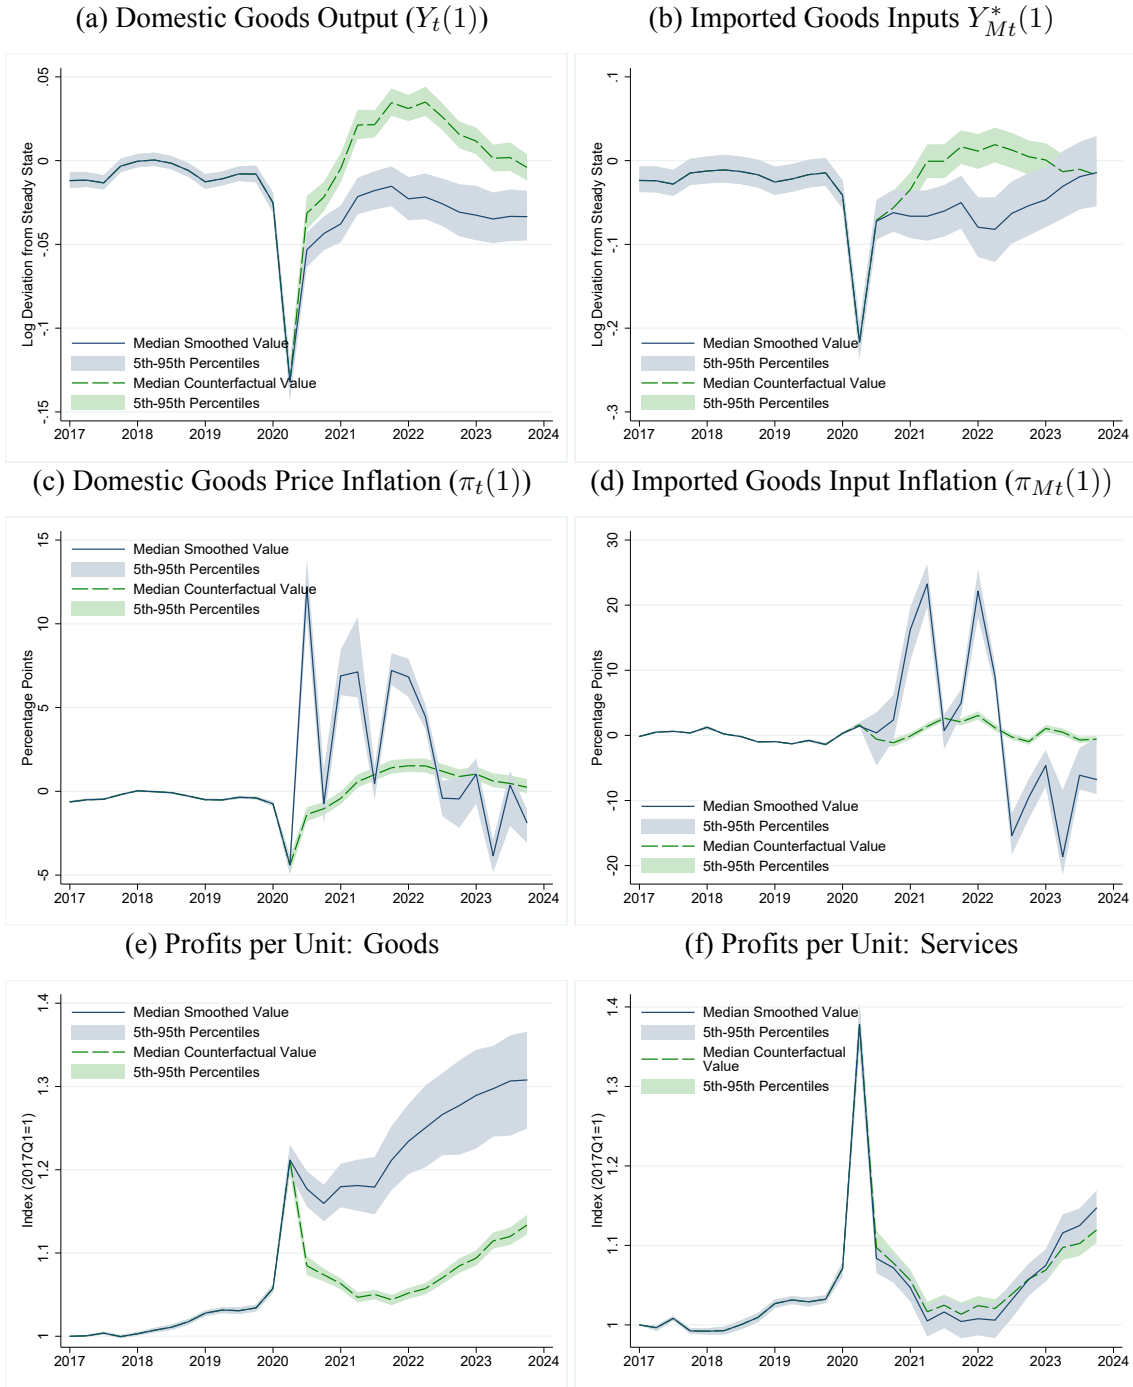 (a) Domestic Goods Output (Y_t(1))
Log Deviation from Steady State
.05
0
-.05
-.1
-.15
Median Smoothed Value
5th-95th Percentiles
Median Counterfactual Value
5th-95th Percentiles
2017 2018 2019 2020 2021 2022 2023 2024
(b) Imported Goods Inputs Y*_{Mt}(1)
Log Deviation from Steady State
.1
0
-.1
-.2
-.3
Median Smoothed Value
5th-95th Percentiles
Median Counterfactual Value
5th-95th Percentiles
2017 2018 2019 2020 2021 2022 2023 2024
(c) Domestic Goods Price Inflation (π_t(1))
Percentage Points
15
10
5
0
-5
Median Smoothed Value
5th-95th Percentiles
Median Counterfactual Value
5th-95th Percentiles
2017 2018 2019 2020 2021 2022 2023 2024
(d) Imported Goods Input Inflation (π_{Mt}(1))
Percentage Points
30
20
10
0
-10
-20
Median Smoothed Value
5th-95th Percentiles
Median Counterfactual Value
5th-95th Percentiles
2017 2018 2019 2020 2021 2022 2023 2024
(e) Profits per Unit: Goods
Index (2017Q1=1)
1.4
1.3
1.2
1.1
1
Median Smoothed Value
5th-95th Percentiles
Median Counterfactual Value
5th-95th Percentiles
2017 2018 2019 2020 2021 2022 2023 2024
(f) Profits per Unit: Services
Index (2017Q1=1)
1.4
1.3
1.2
1.1
1
Median Smoothed Value
5th-95th Percentiles
Median Counterfactual
Value
5th-95th Percentiles
2017 2018 2019 2020 2021 2022 2023 2024